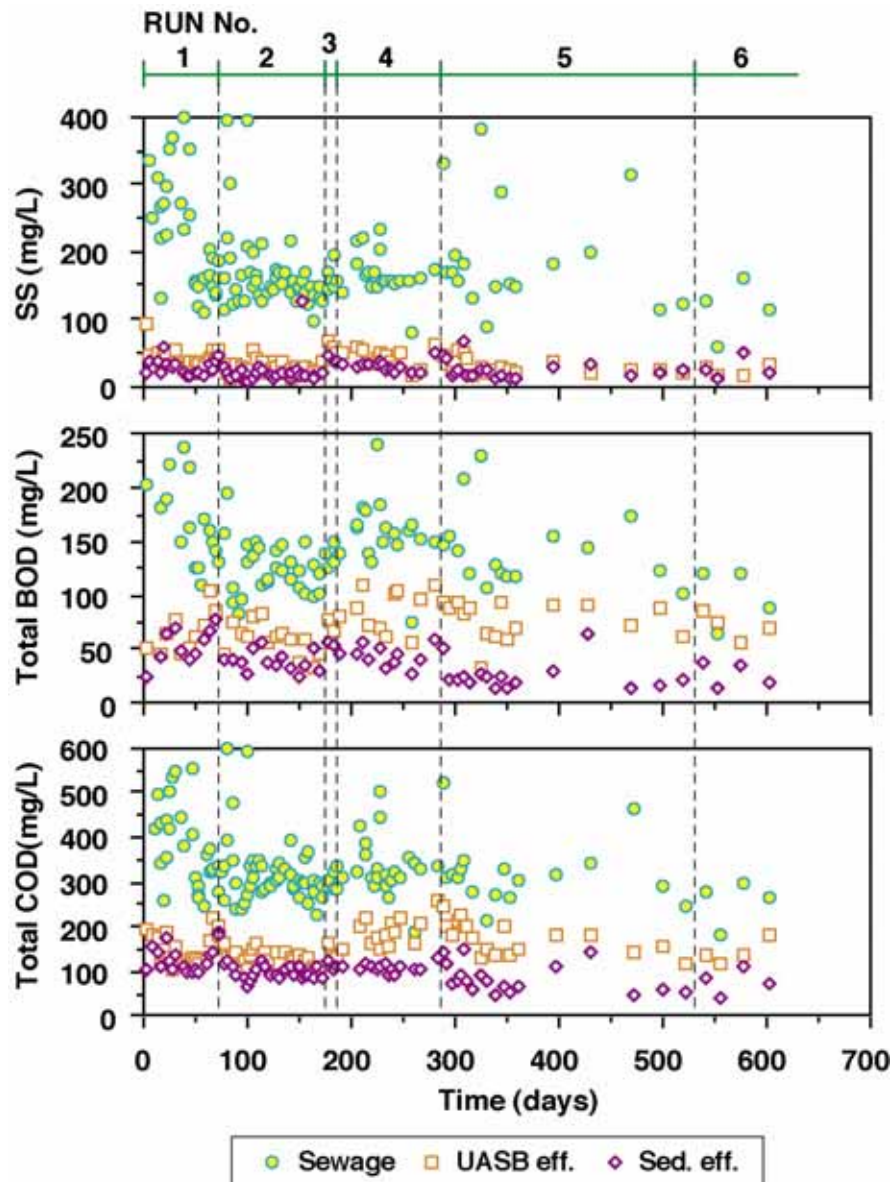 RUN No.
1 2 3 4 5 6
400
300
200
100
0
SS (mg/L)
250
200
150
100
50
0
Total BOD (mg/L)
600
500
400
300
200
100
0
Total COD(mg/L)
0 100 200 300 400 500 600 700
Time (days)
Sewage UASB eff. Sed. eff.